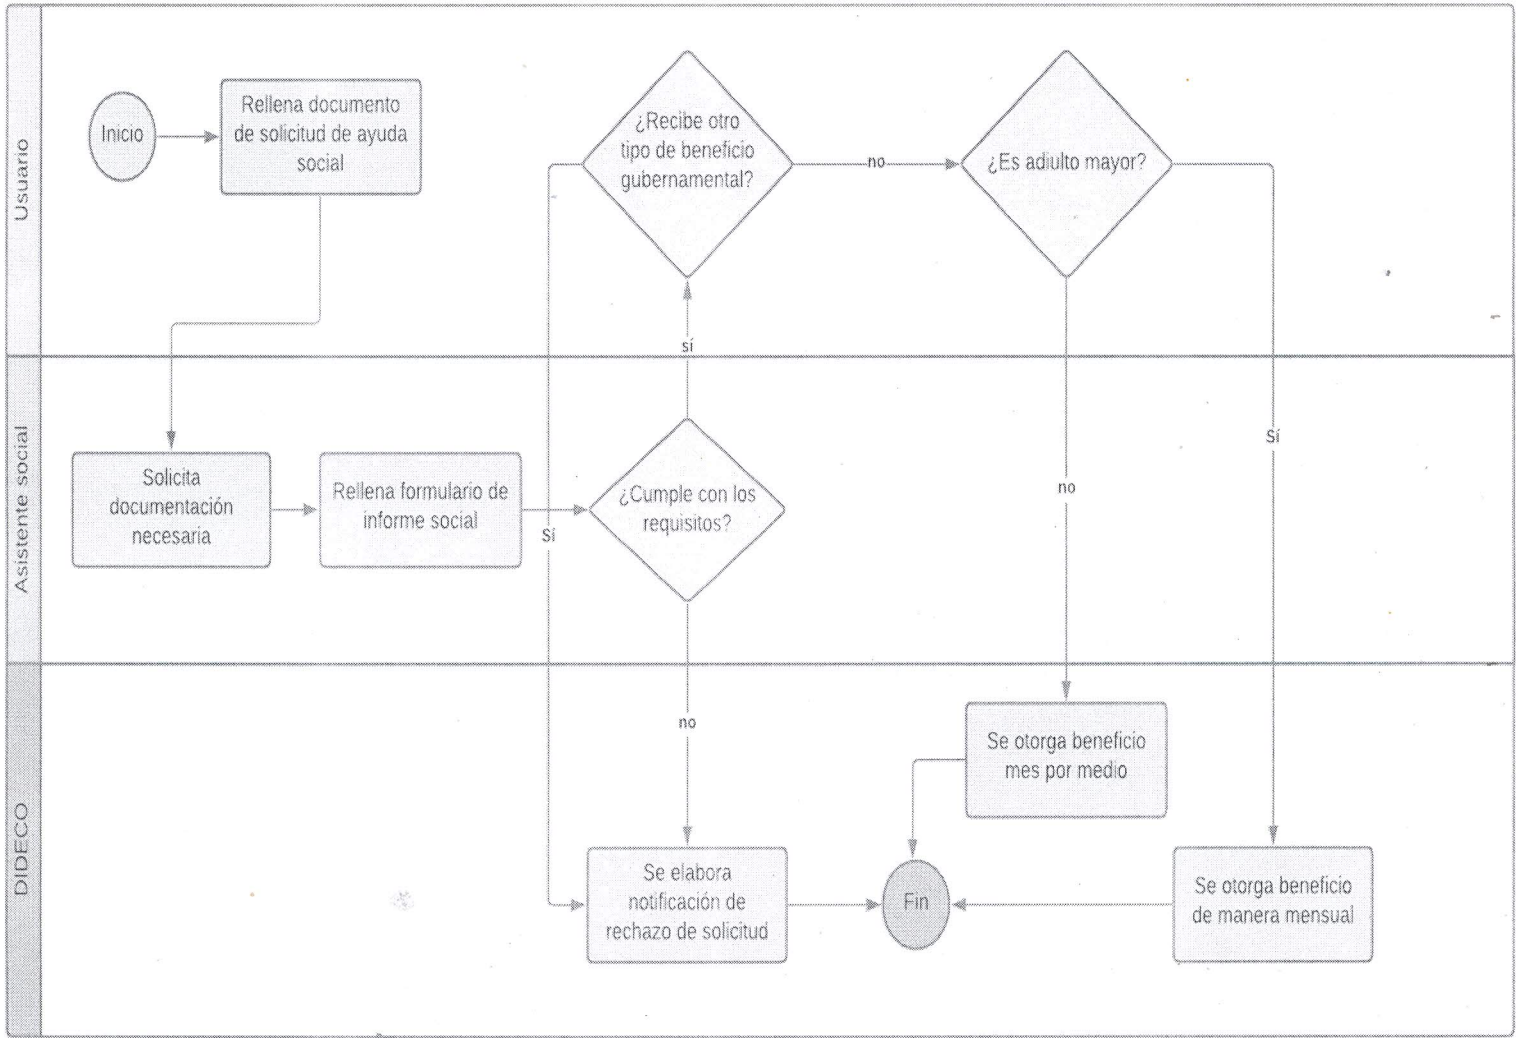 Usuario
Inicio
Rellena documento
de solicitud de ayuda
social
¿Recibe otro
tipo de beneficio
gubernamental?
no
¿Es adiulto mayor?
sí
Asistente social
Solicita
documentación
necesaria
Rellena formulario de
informe social
Sí
¿Cumple con los
requisitos?
no
Sí
DIDECO
no
Se otorga beneficio
mes por medio
Se elabora
notificación de
rechazo de solicitud
Fin
Se otorga beneficio
de manera mensual